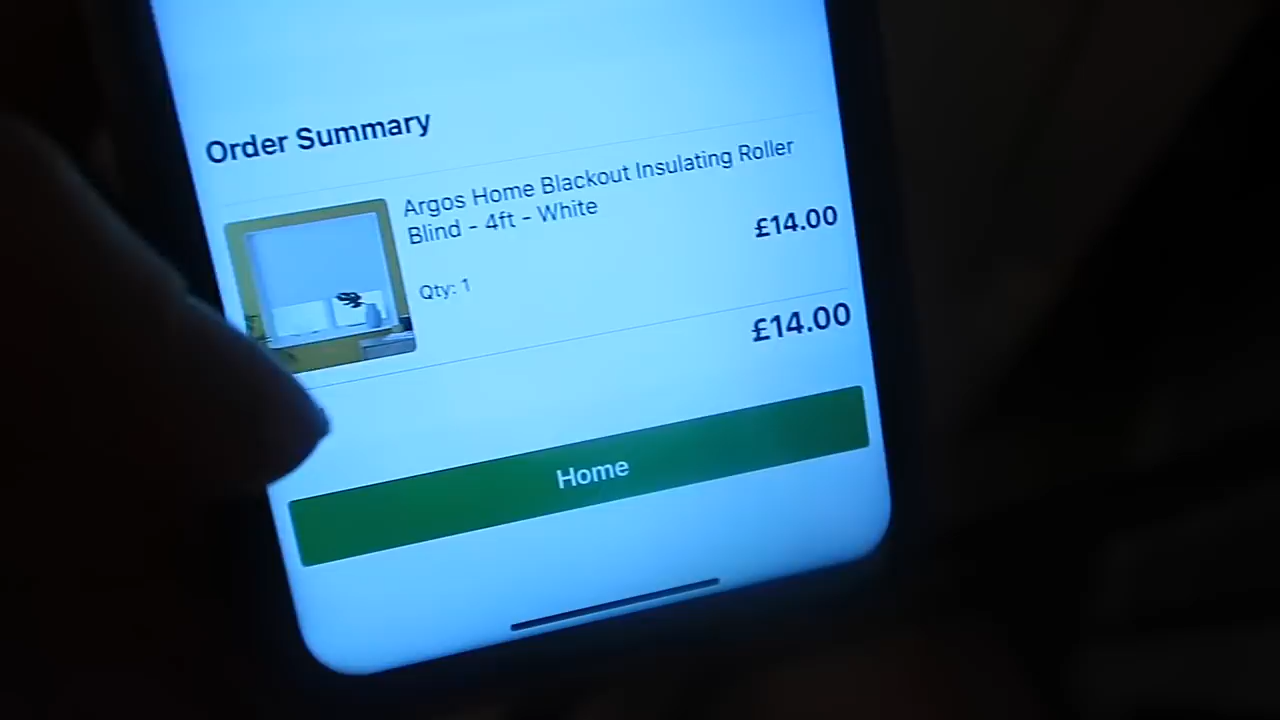 Order Summary
Argos Home Blackout Insulating Roller
Blind - 4ft - White
£14.00
Qty: 1
£14.00
Home